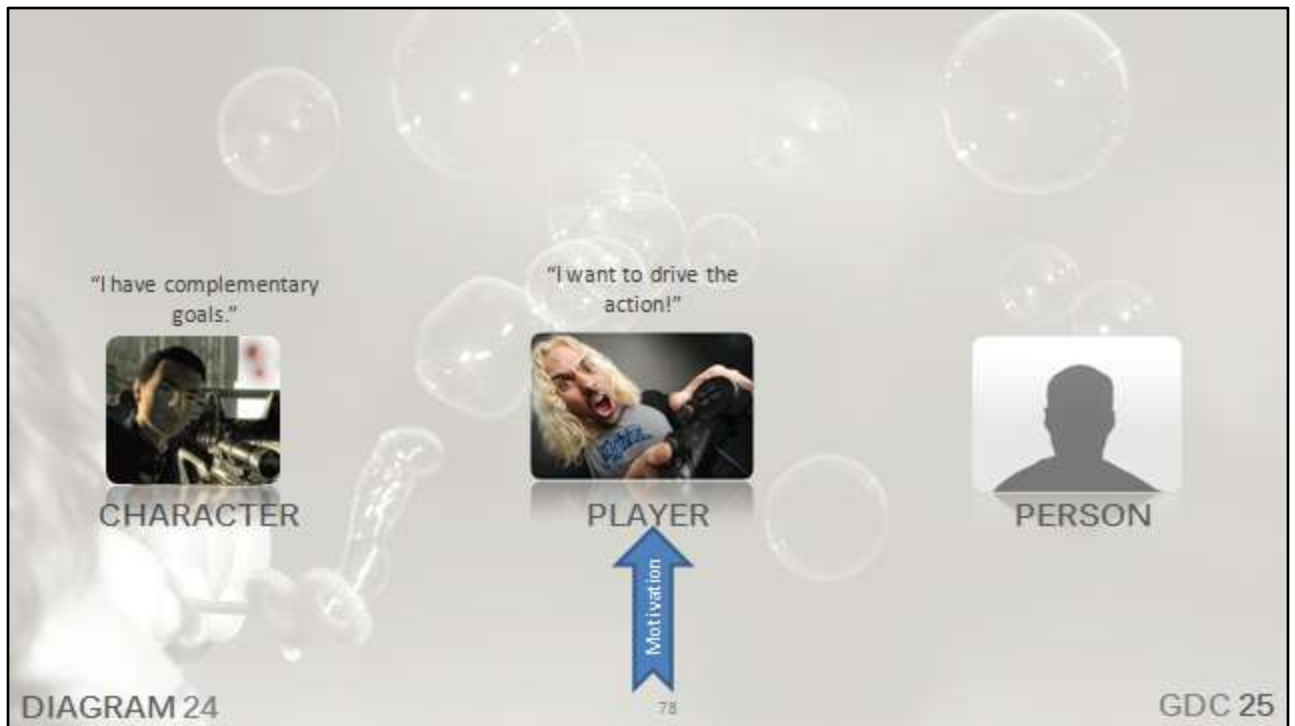 “I have complementary
goals.”
“I want to drive the
action!”
CHARACTER
PLAYER
PERSON
Motivation
DIAGRAM 24
78
GDC 25